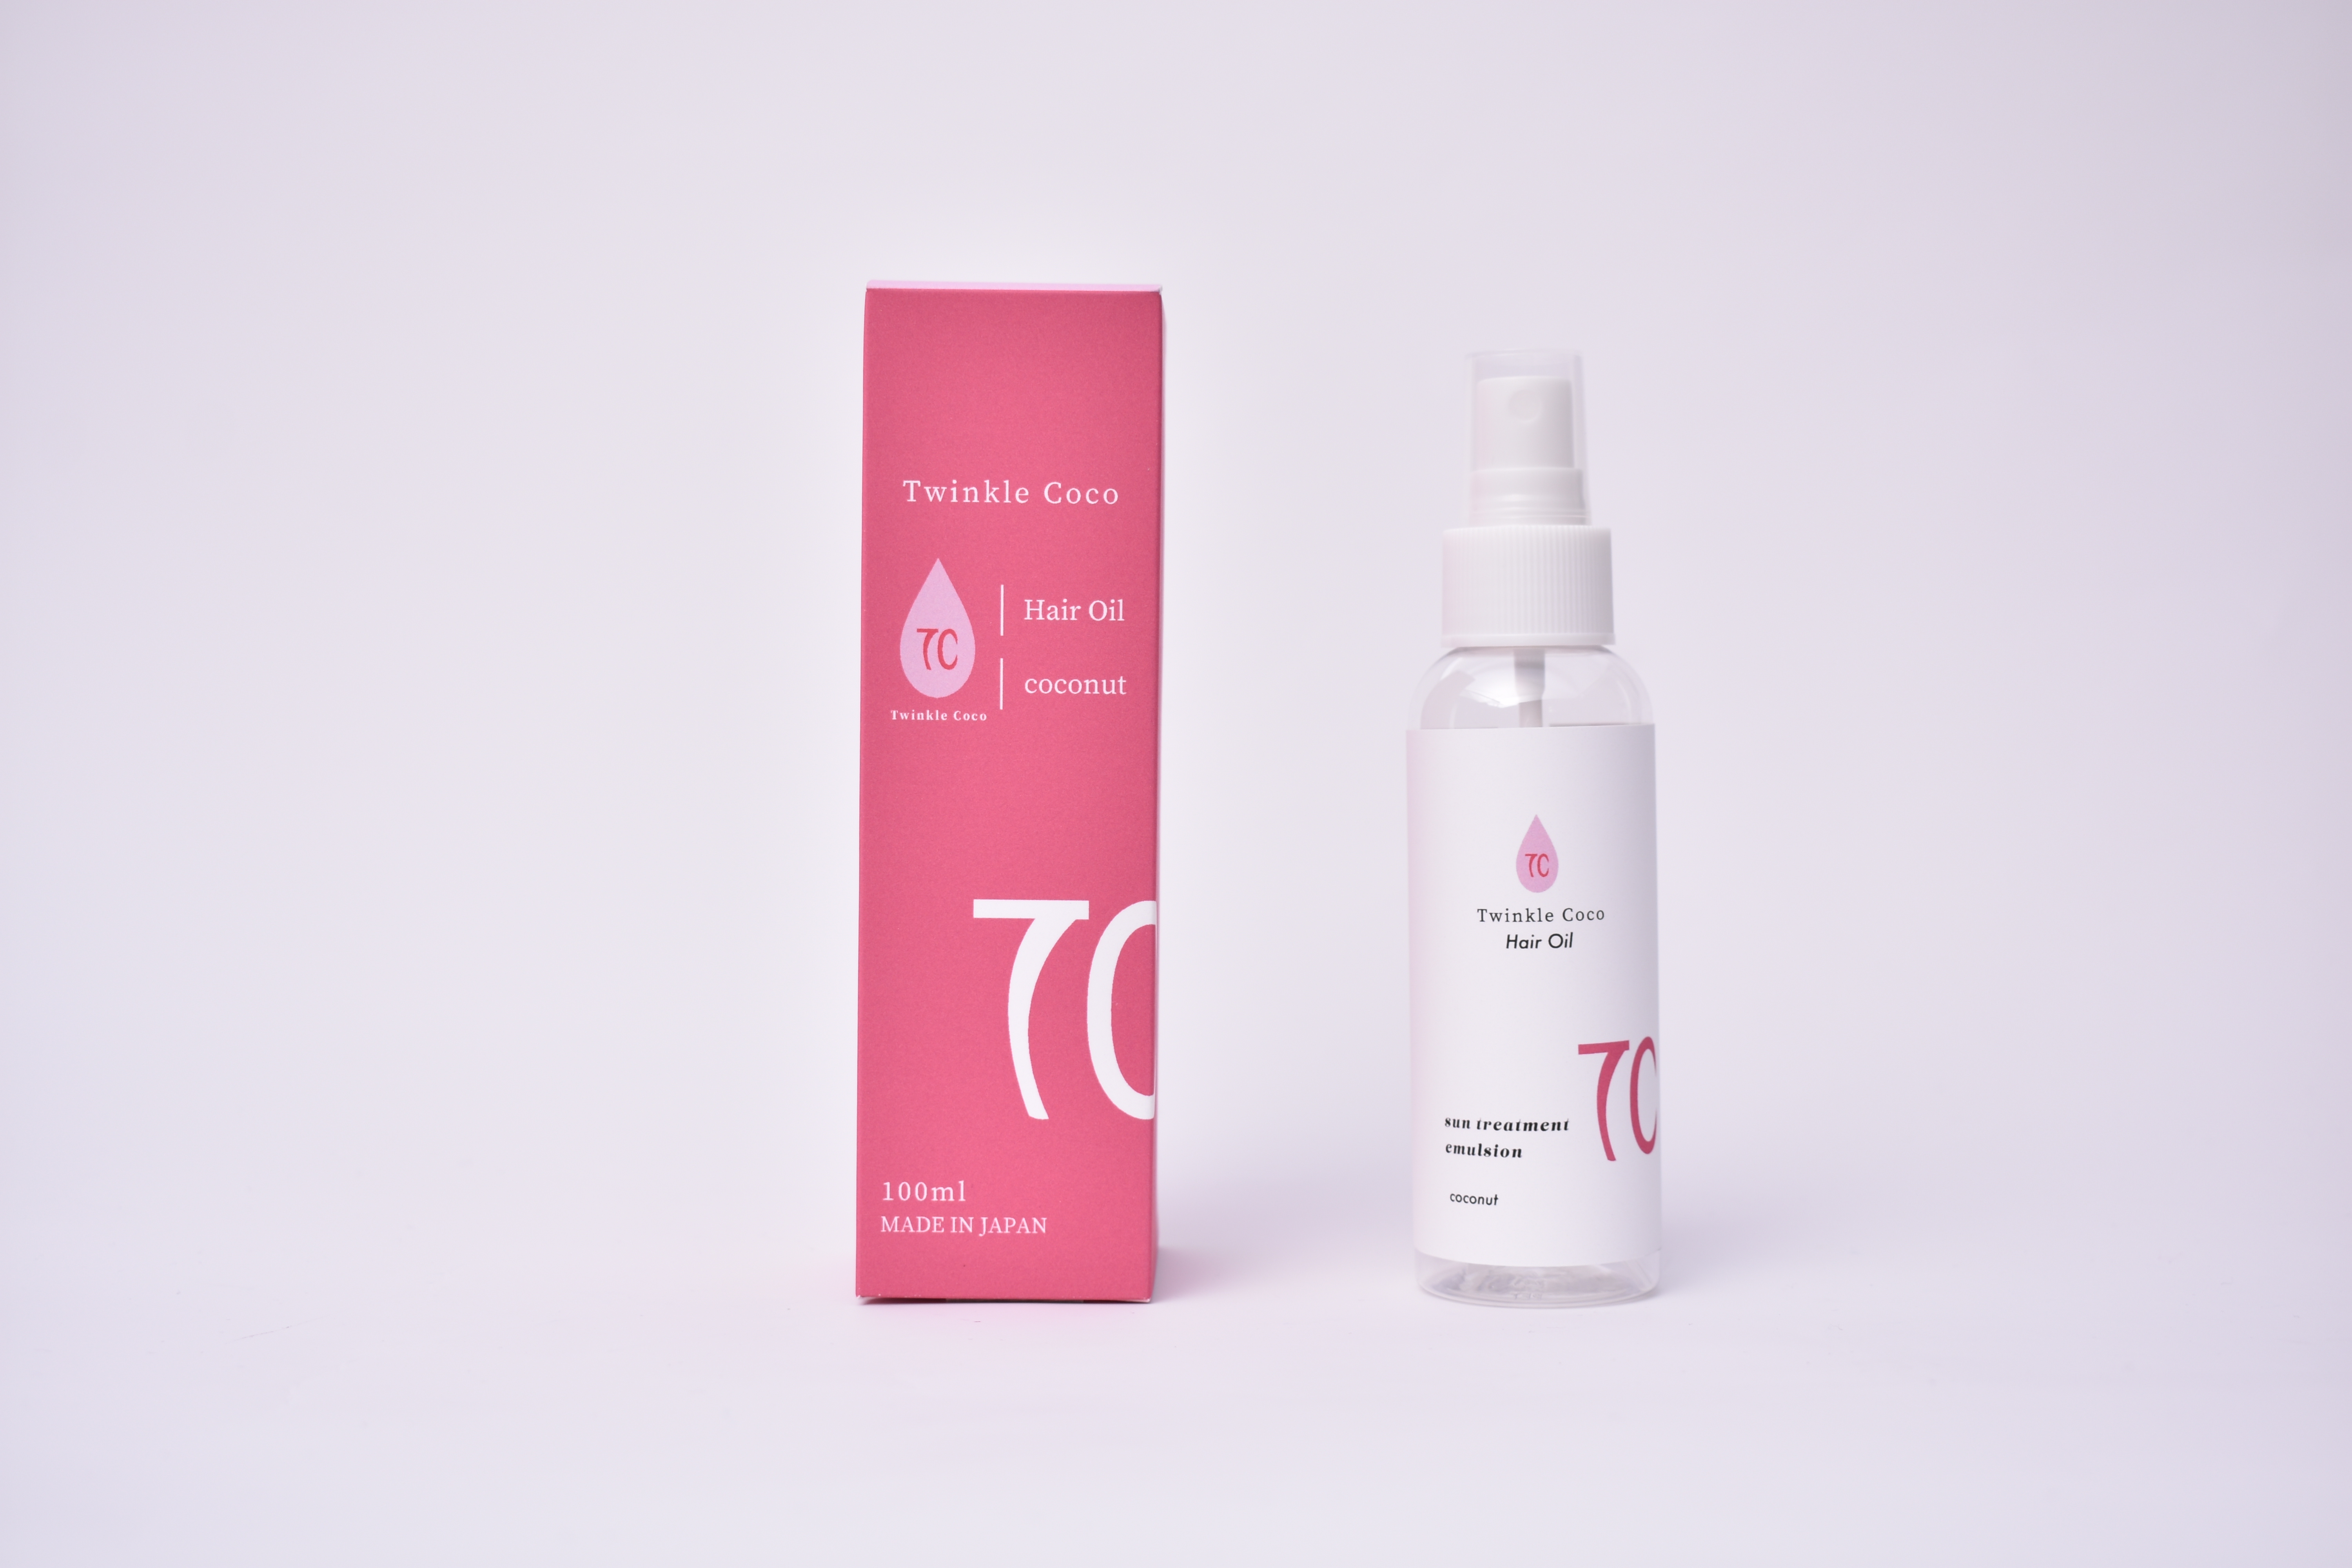 Twinkle Coco
TC
Twinkle Coco
Hair Oil
coconut
TC
100ml
MADE IN JAPAN
TC
Twinkle Coco
Hair Oil
TC
sun treatment
emulsion
coconut